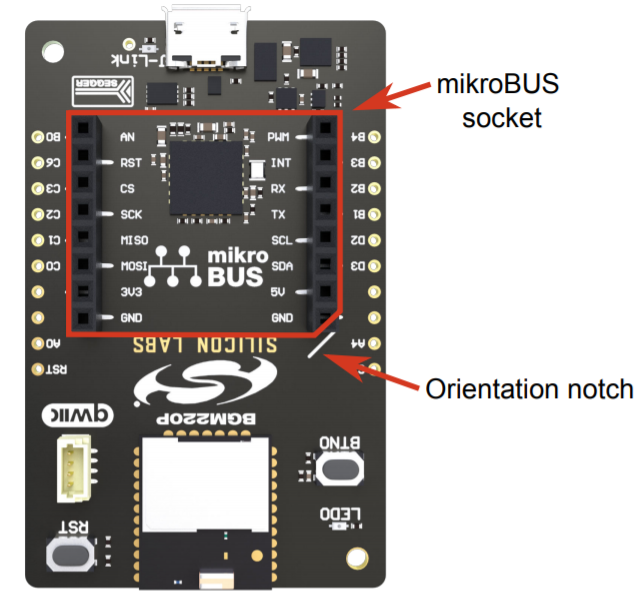 J-Link
SEGGER
mikroBUS
socket
B0 AN PWM B4
C6 RST INT B3
C3 CS RX B2
C2 SCK TX B1
C1 MISO SCL D2
C0 MOSI SDA D3
mikro
BUS
3V3 5V
GND GND
A0 SILICON LABS A4
RST
Orientation notch
qwiic
BGM220P
BTN0
LED0
RST